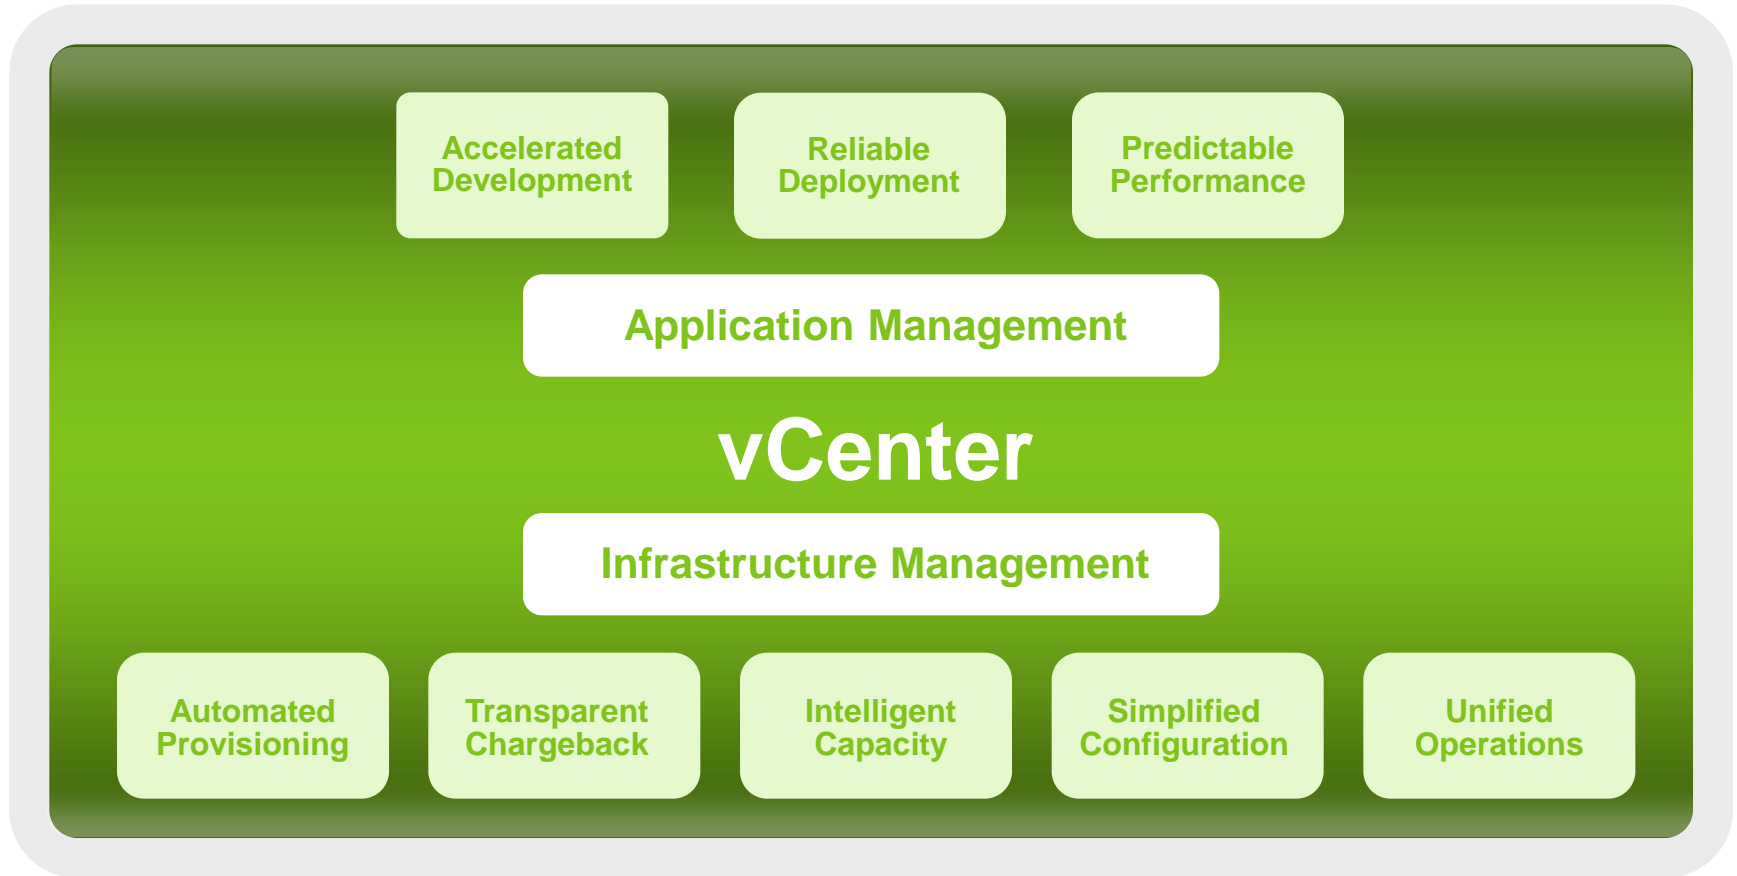 Accelerated
Development
Reliable
Deployment
Predictable
Performance
Application Management
vCenter
Infrastructure Management
Automated
Provisioning
Transparent
Chargeback
Intelligent
Capacity
Simplified
Configuration
Unified
Operations